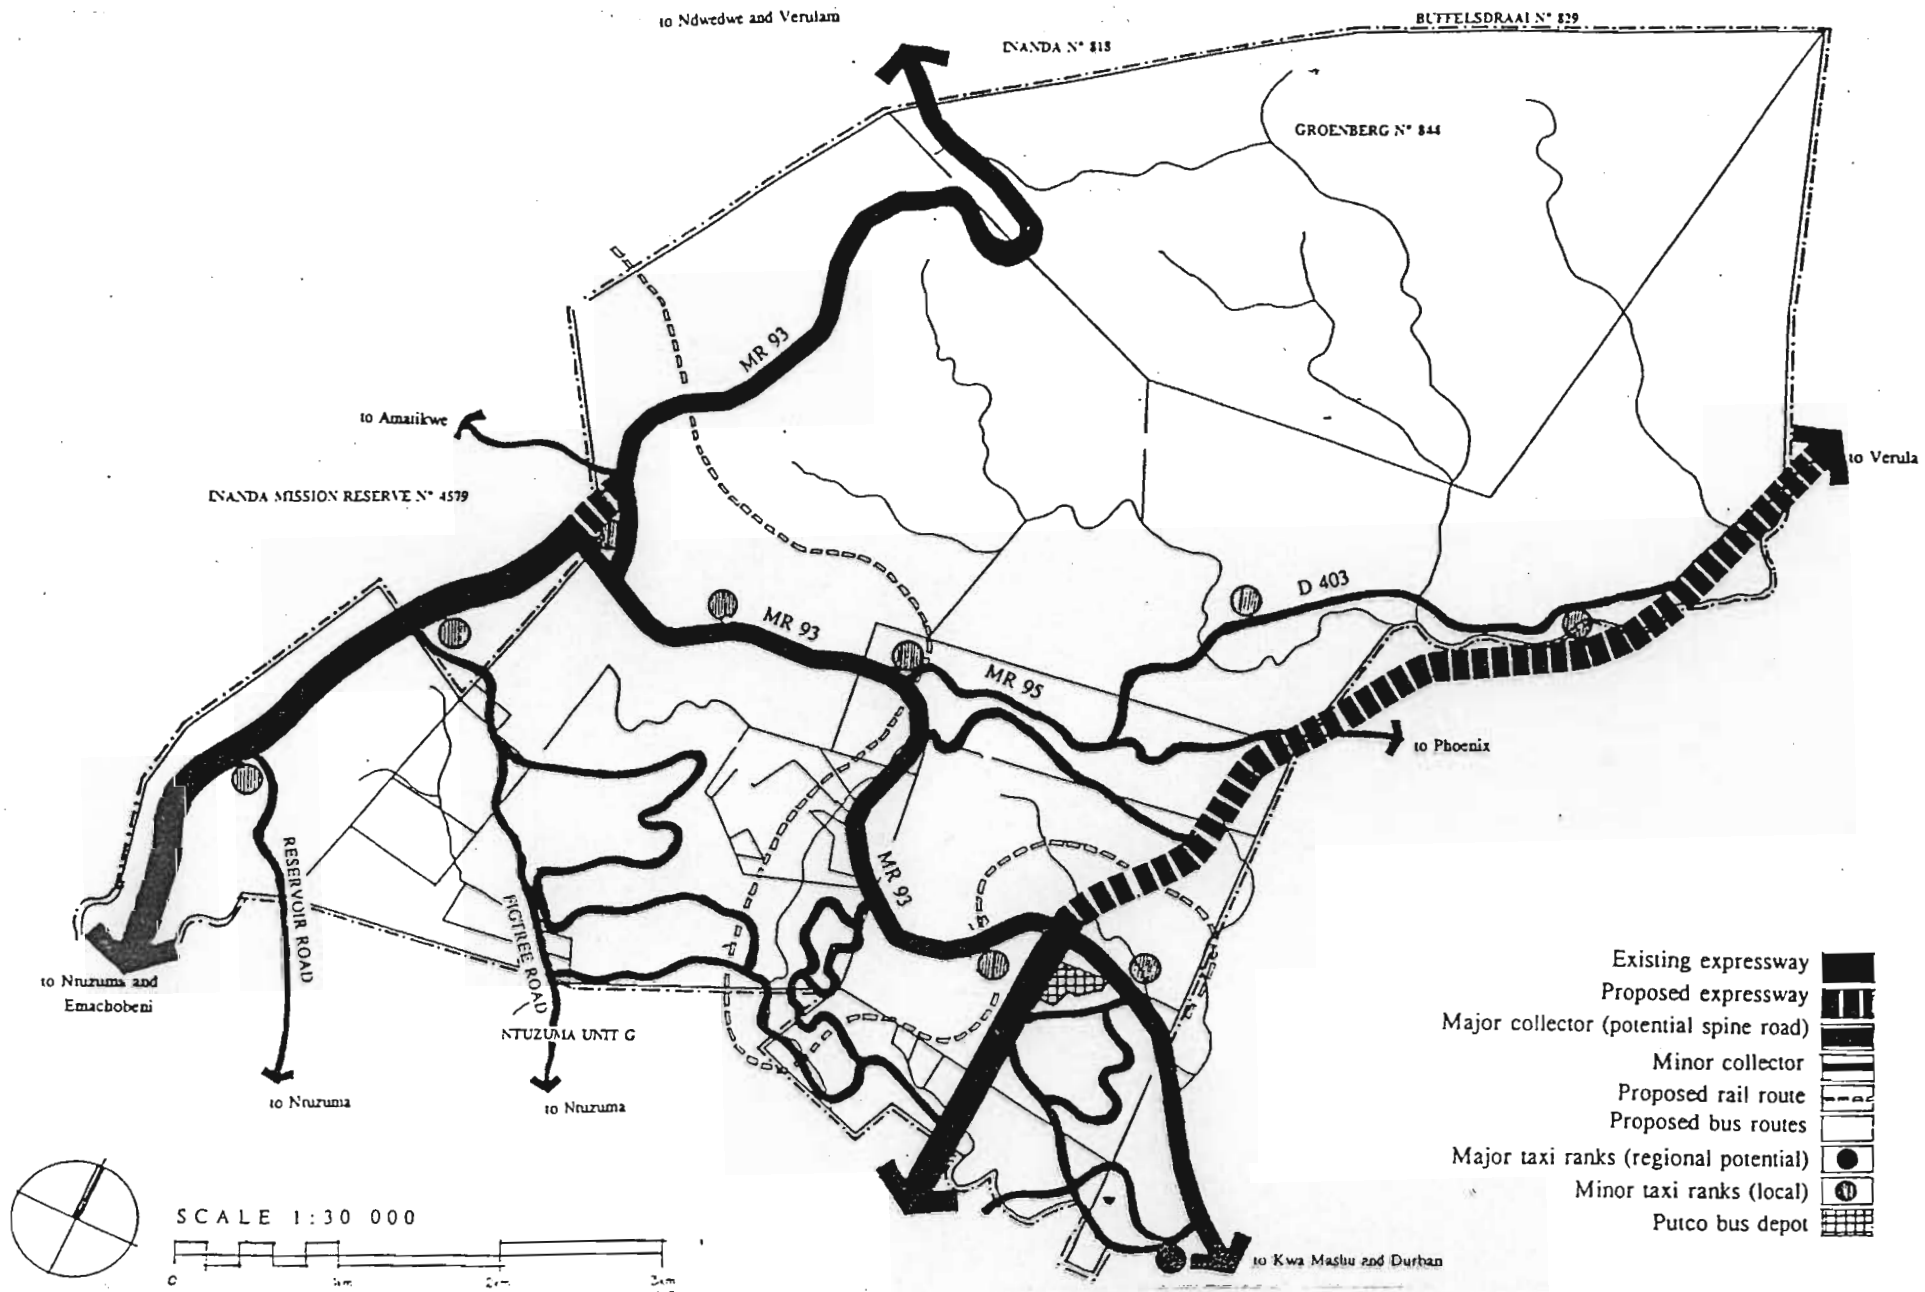 to Ndwedwe and Verulam
BUFFELSDRAAI N° 829
INANDA N° 818
GROENBERG N° 844
MR 93
to Amatikwe
to Verula
INANDA MISSION RESERVE N° 4579
D 403
MR 93
MR 95
to Phoenix
MR 93
RESERVOIR ROAD
FIGTREE ROAD
to Ntuzuma and
Emachobeni
NTUZUMA UNIT G
to Ntuzuma
to Ntuzuma
Existing expressway
Proposed expressway
Major collector (potential spine road)
Minor collector
Proposed rail route
Proposed bus routes
Major taxi ranks (regional potential)
Minor taxi ranks (local)
Putco bus depot
SCALE 1:30 000
0 2km 3km
to Kwa Mashu and Durban